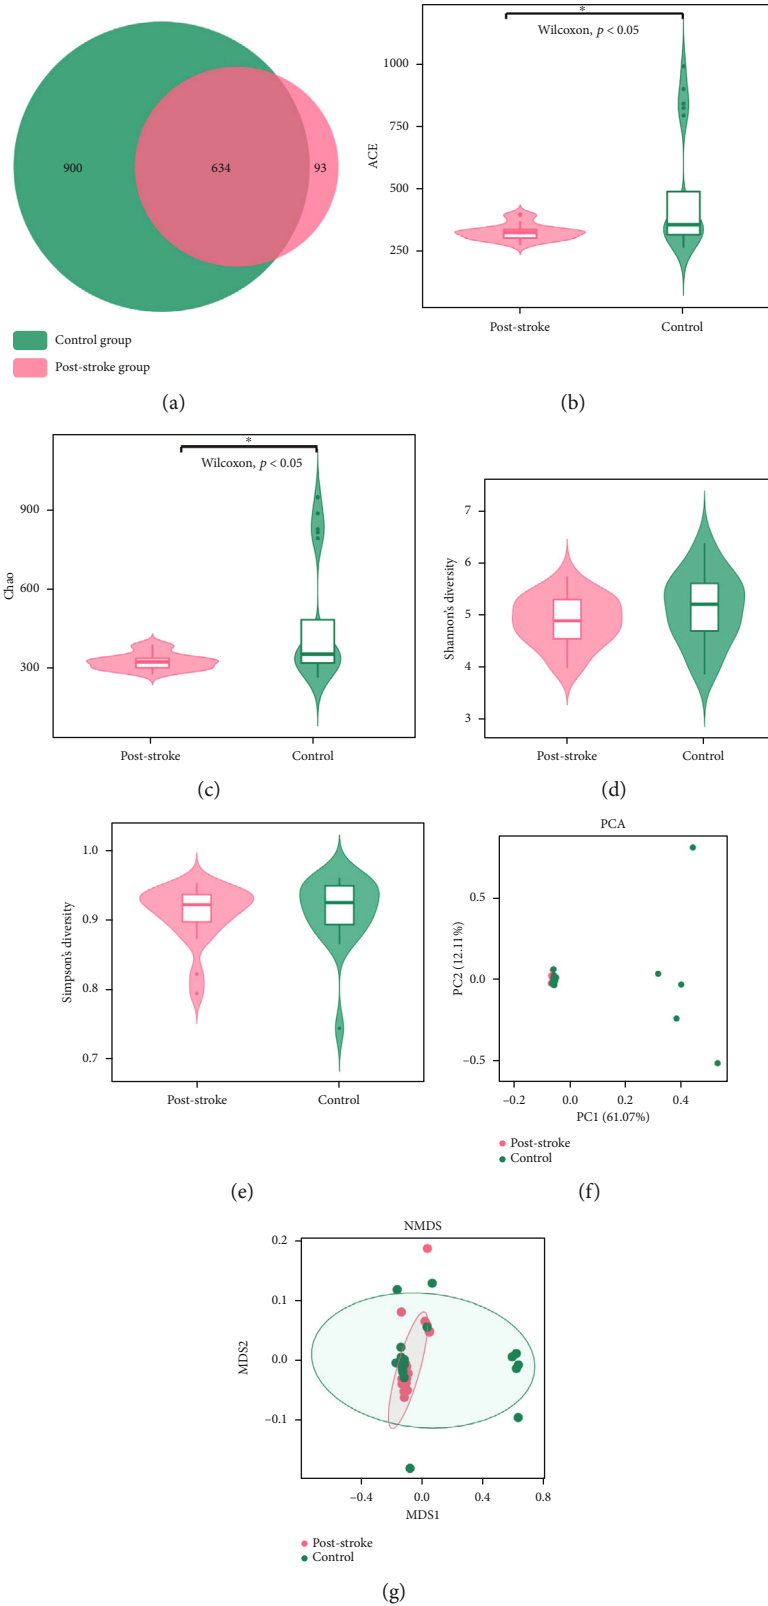 900
634
93
Control group
Post-stroke group
(a)
*
Wilcoxon, p < 0.05
1000
750
500
250
ACE
Post-stroke
Control
(b)
*
Wilcoxon, p < 0.05
900
600
300
Chao
Post-stroke
Control
(c)
7
6
5
4
3
Shannon's diversity
Post-stroke
Control
(d)
1.0
0.9
0.8
0.7
Simpson's diversity
Post-stroke
Control
(e)
PCA
0.5
0.0
–0.5
PC2 (12.11%)
–0.2
0.0
0.2
0.4
PC1 (61.07%)
Post-stroke
Control
(f)
NMDS
0.2
0.1
0.0
–0.1
MDS2
–0.4
0.0
0.4
0.8
MDS1
Post-stroke
Control
(g)